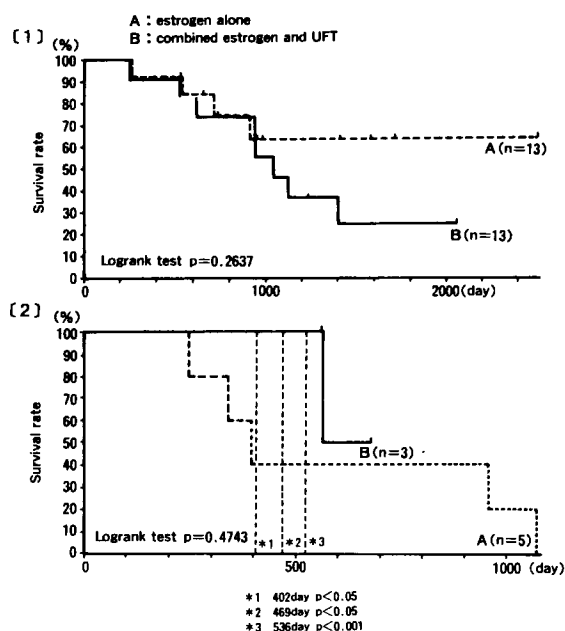 A : estrogen alone
B : combined estrogen and UFT
[1] (%)
100
90
80
70
60
50
40
30
20
10
0
Survival rate
A (n=13)
B (n=13)
Logrank test p=0.2637
0 1000 2000 (day)
[2] (%)
100
90
80
70
60
50
40
30
20
10
0
Survival rate
B (n=3)
A (n=5)
Logrank test p=0.4743 *1 *2 *3
0 500 1000 (day)
*1 402day p<0.05
*2 469day p<0.05
*3 536day p<0.001